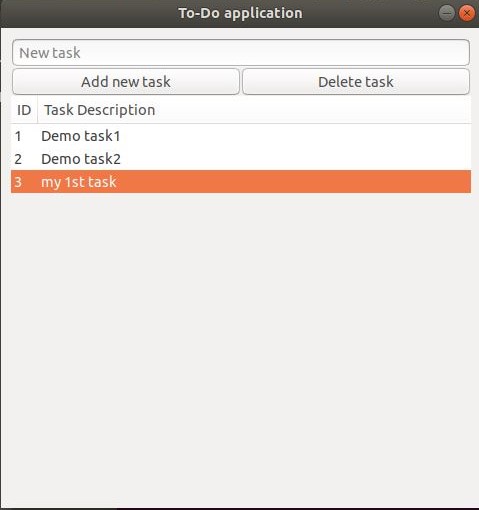 To-Do application
New task
Add new task Delete task
ID Task Description
1 Demo task1
2 Demo task2
3 my 1st task